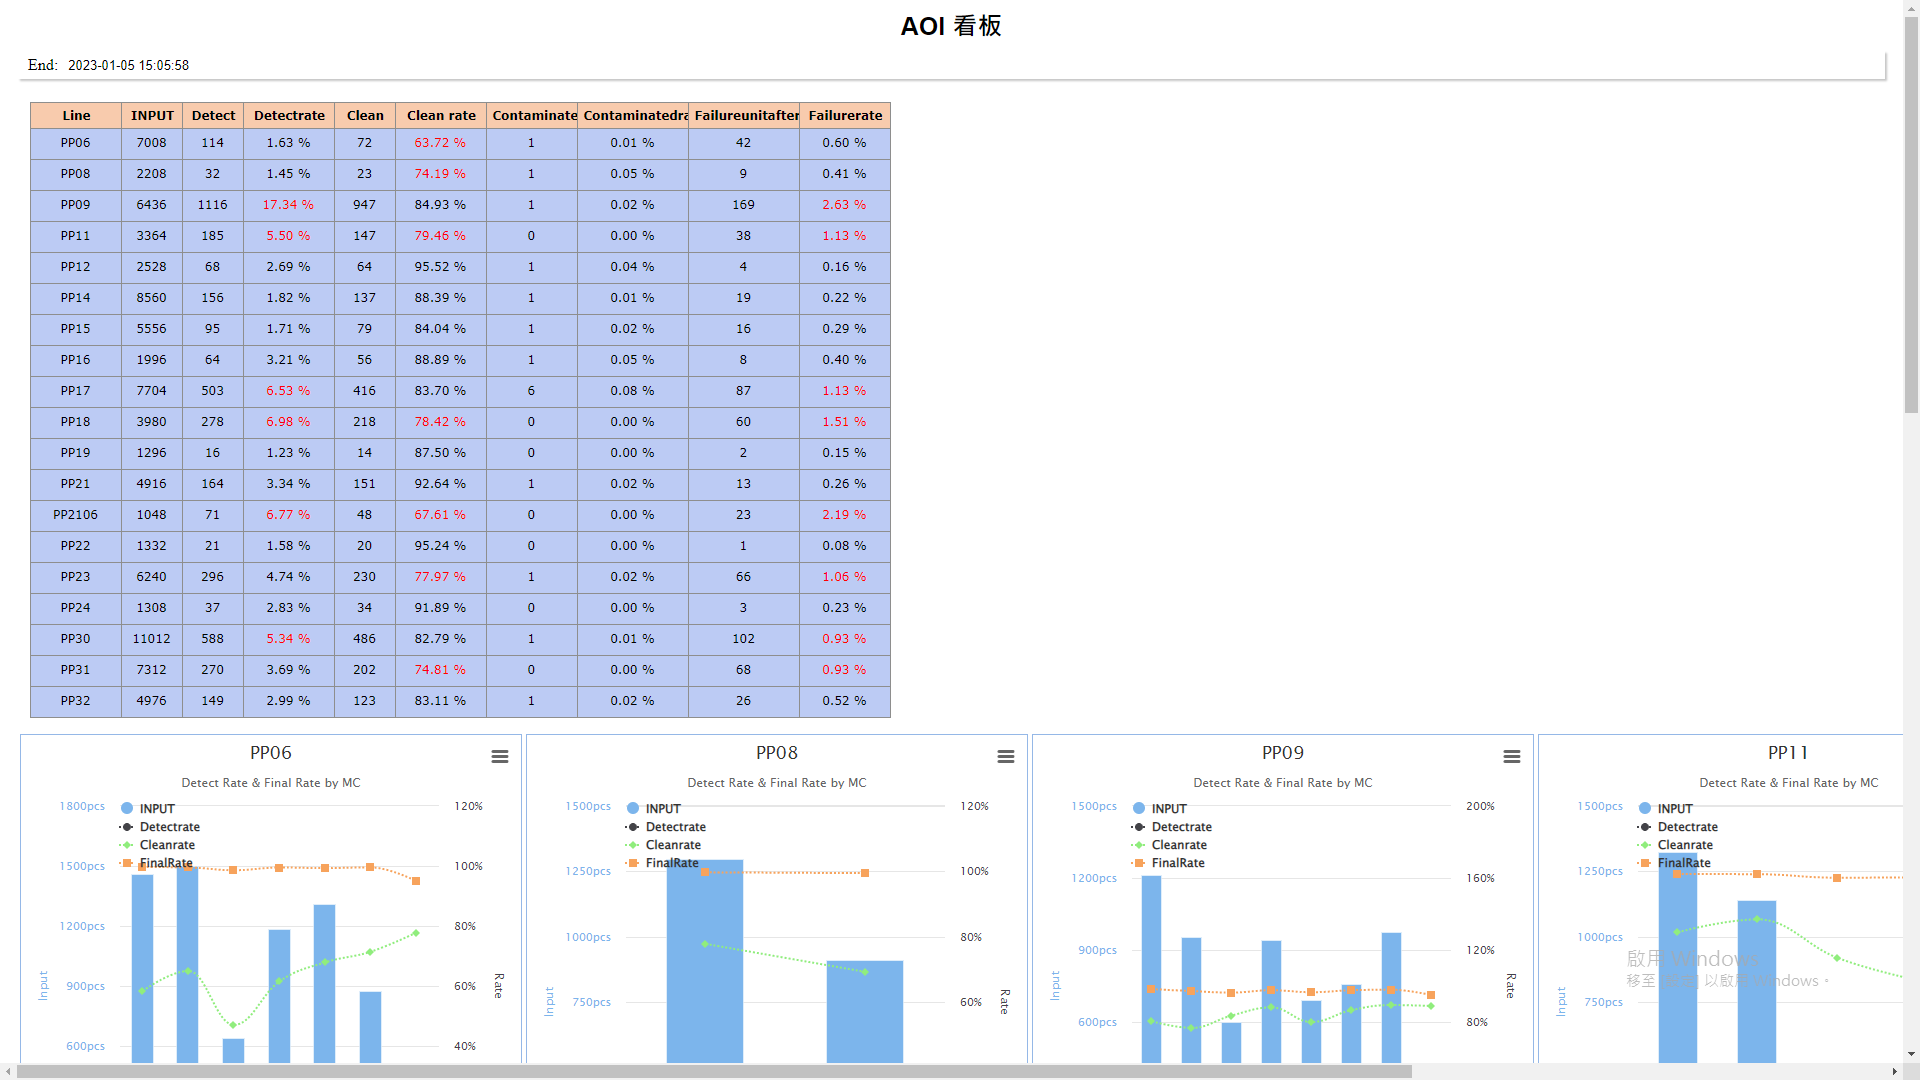 AOI 看板
End: 2023-01-05 15:05:58
Line INPUT Detect Detectrate Clean Clean rate Contaminate Contaminatedra Failureunitafter Failurerate
PP06 7008 114 1.63 % 72 63.72 % 1 0.01 % 42 0.60 %
PP08 2208 32 1.45 % 23 74.19 % 1 0.05 % 9 0.41 %
PP09 6436 1116 17.34 % 947 84.93 % 1 0.02 % 169 2.63 %
PP11 3364 185 5.50 % 147 79.46 % 0 0.00 % 38 1.13 %
PP12 2528 68 2.69 % 64 95.52 % 1 0.04 % 4 0.16 %
PP14 8560 156 1.82 % 137 88.39 % 1 0.01 % 19 0.22 %
PP15 5556 95 1.71 % 79 84.04 % 1 0.02 % 16 0.29 %
PP16 1996 64 3.21 % 56 88.89 % 1 0.05 % 8 0.40 %
PP17 7704 503 6.53 % 416 83.70 % 6 0.08 % 87 1.13 %
PP18 3980 278 6.98 % 218 78.42 % 0 0.00 % 60 1.51 %
PP19 1296 16 1.23 % 14 87.50 % 0 0.00 % 2 0.15 %
PP21 4916 164 3.34 % 151 92.64 % 1 0.02 % 13 0.26 %
PP2106 1048 71 6.77 % 48 67.61 % 0 0.00 % 23 2.19 %
PP22 1332 21 1.58 % 20 95.24 % 0 0.00 % 1 0.08 %
PP23 6240 296 4.74 % 230 77.97 % 1 0.02 % 66 1.06 %
PP24 1308 37 2.83 % 34 91.89 % 0 0.00 % 3 0.23 %
PP30 11012 588 5.34 % 486 82.79 % 1 0.01 % 102 0.93 %
PP31 7312 270 3.69 % 202 74.81 % 0 0.00 % 68 0.93 %
PP32 4976 149 2.99 % 123 83.11 % 1 0.02 % 26 0.52 %
PP06
Detect Rate & Final Rate by MC
INPUT
Detectrate
Cleanrate
FinalRate
1800pcs
1500pcs
1200pcs
900pcs
600pcs
Input
120%
100%
80%
60%
40%
Rate
PP08
Detect Rate & Final Rate by MC
INPUT
Detectrate
Cleanrate
FinalRate
1500pcs
1250pcs
1000pcs
750pcs
Input
120%
100%
80%
60%
Rate
PP09
Detect Rate & Final Rate by MC
INPUT
Detectrate
Cleanrate
FinalRate
1500pcs
1200pcs
900pcs
600pcs
Input
200%
160%
120%
80%
Rate
PP11
Detect Rate & Final Rate by MC
INPUT
Detectrate
Cleanrate
FinalRate
1500pcs
1250pcs
1000pcs
750pcs
Input
啟用 Windows
移至 以啟用 Windows。